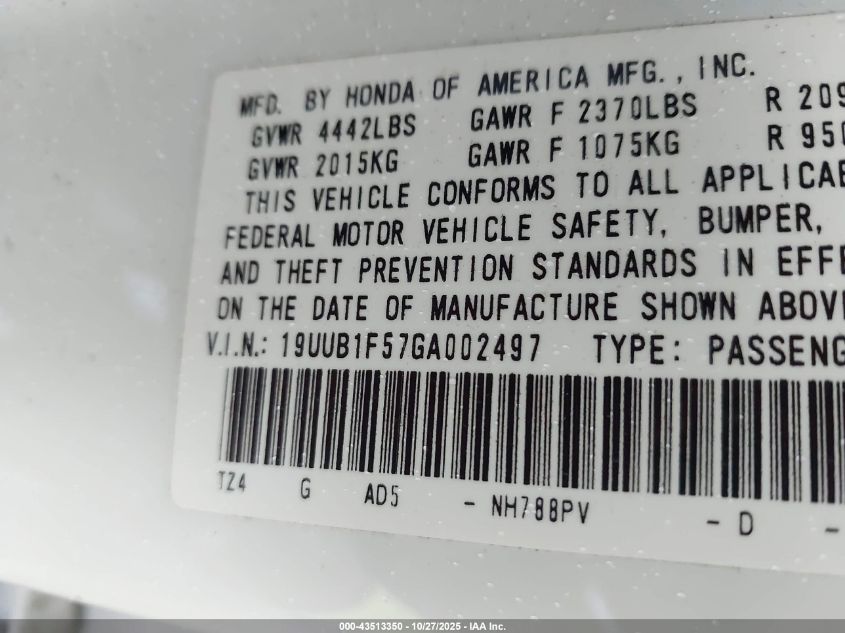 MFD. BY HONDA OF AMERICA MFG., INC.
GVWR 4442LBS GAWR F 2370LBS R 209
GVWR 2015KG GAWR F 1075KG R 950
THIS VEHICLE CONFORMS TO ALL APPLICAB
FEDERAL MOTOR VEHICLE SAFETY, BUMPER,
AND THEFT PREVENTION STANDARDS IN EFFE
ON THE DATE OF MANUFACTURE SHOWN ABOVE
V.I.N.: 19UUB1F57GA002497 TYPE: PASSENG
TZ4 G AD5 - NH788PV - D -
000-43513350 - 10/27/2025 - IAA Inc.